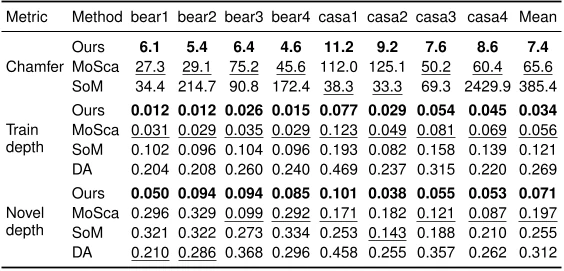 Metric Method bear1 bear2 bear3 bear4 casa1 casa2 casa3 casa4 Mean
Ours 6.1 5.4 6.4 4.6 11.2 9.2 7.6 8.6 7.4
Chamfer MoSca 27.3 29.1 75.2 45.6 112.0 125.1 50.2 60.4 65.6
SoM 34.4 214.7 90.8 172.4 38.3 33.3 69.3 2429.9 385.4
Ours 0.012 0.012 0.026 0.015 0.077 0.029 0.054 0.045 0.034
Train depth MoSca 0.031 0.029 0.035 0.029 0.123 0.049 0.081 0.069 0.056
SoM 0.102 0.096 0.104 0.096 0.193 0.082 0.158 0.139 0.121
DA 0.204 0.208 0.260 0.240 0.469 0.237 0.315 0.220 0.269
Ours 0.050 0.094 0.094 0.085 0.101 0.038 0.055 0.053 0.071
Novel depth MoSca 0.296 0.329 0.099 0.292 0.171 0.182 0.121 0.087 0.197
SoM 0.321 0.322 0.273 0.334 0.253 0.143 0.188 0.210 0.255
DA 0.210 0.286 0.368 0.296 0.458 0.255 0.357 0.262 0.312